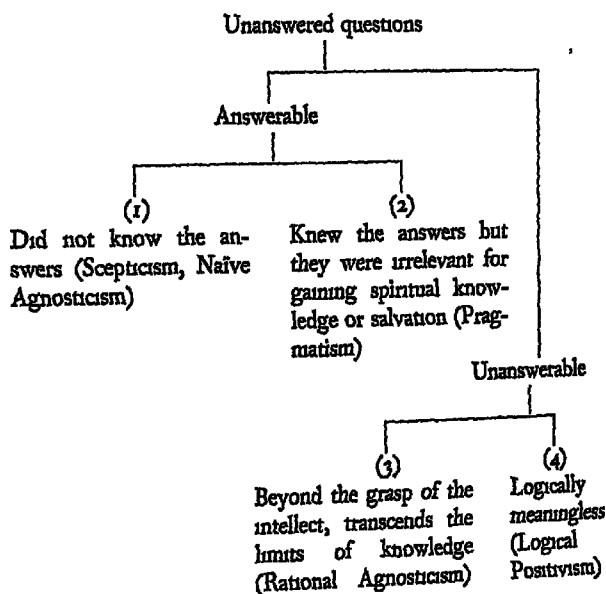 Unanswered questions
Answerable
(1)
Did not know the an-
swers (Scepticism, Naïve
Agnosticism)
(2)
Knew the answers but
they were irrelevant for
gaining spiritual know-
ledge or salvation (Prag-
matism)
Unanswerable
(3)
Beyond the grasp of the
intellect, transcends the
limits of knowledge
(Rational Agnosticism)
(4)
Logically
meaningless
(Logical
Positivism)